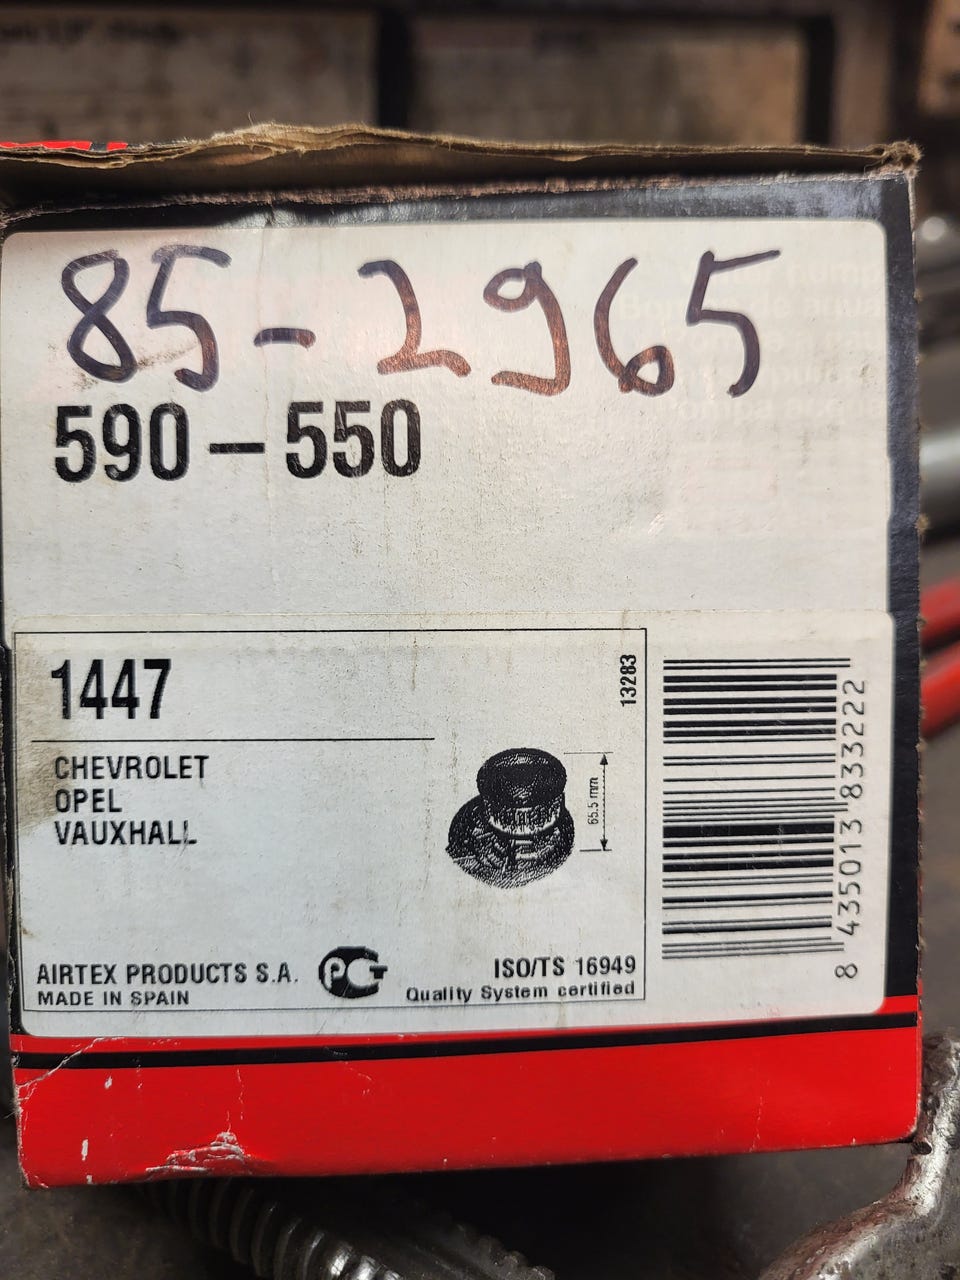 85-2965
590-550
1447
CHEVROLET
OPEL
VAUXHALL
13283
65.5 mm
AIRTEX PRODUCTS S.A.
MADE IN SPAIN
PCT
ISO/TS 16949
Quality System certified
8 435013 833222